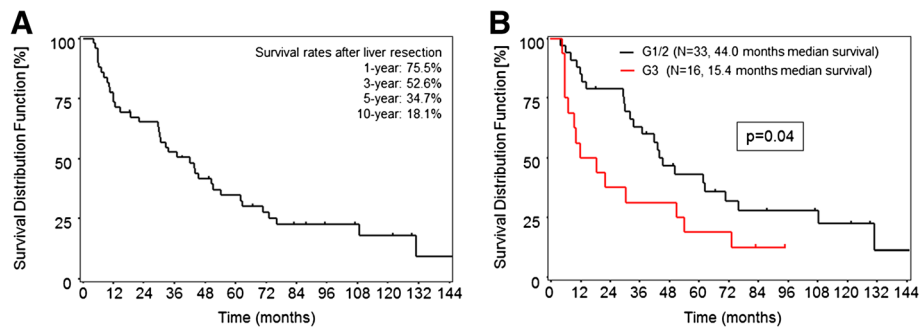 A
Survival Distribution Function [%]
100
75
50
25
0
Survival rates after liver resection
1-year: 75.5%
3-year: 52.6%
5-year: 34.7%
10-year: 18.1%
0 12 24 36 48 60 72 84 96 108 120 132 144
Time (months)
B
Survival Distribution Function [%]
100
75
50
25
0
G1/2 (N=33, 44.0 months median survival)
G3 (N=16, 15.4 months median survival)
p=0.04
0 12 24 36 48 60 72 84 96 108 120 132 144
Time (months)